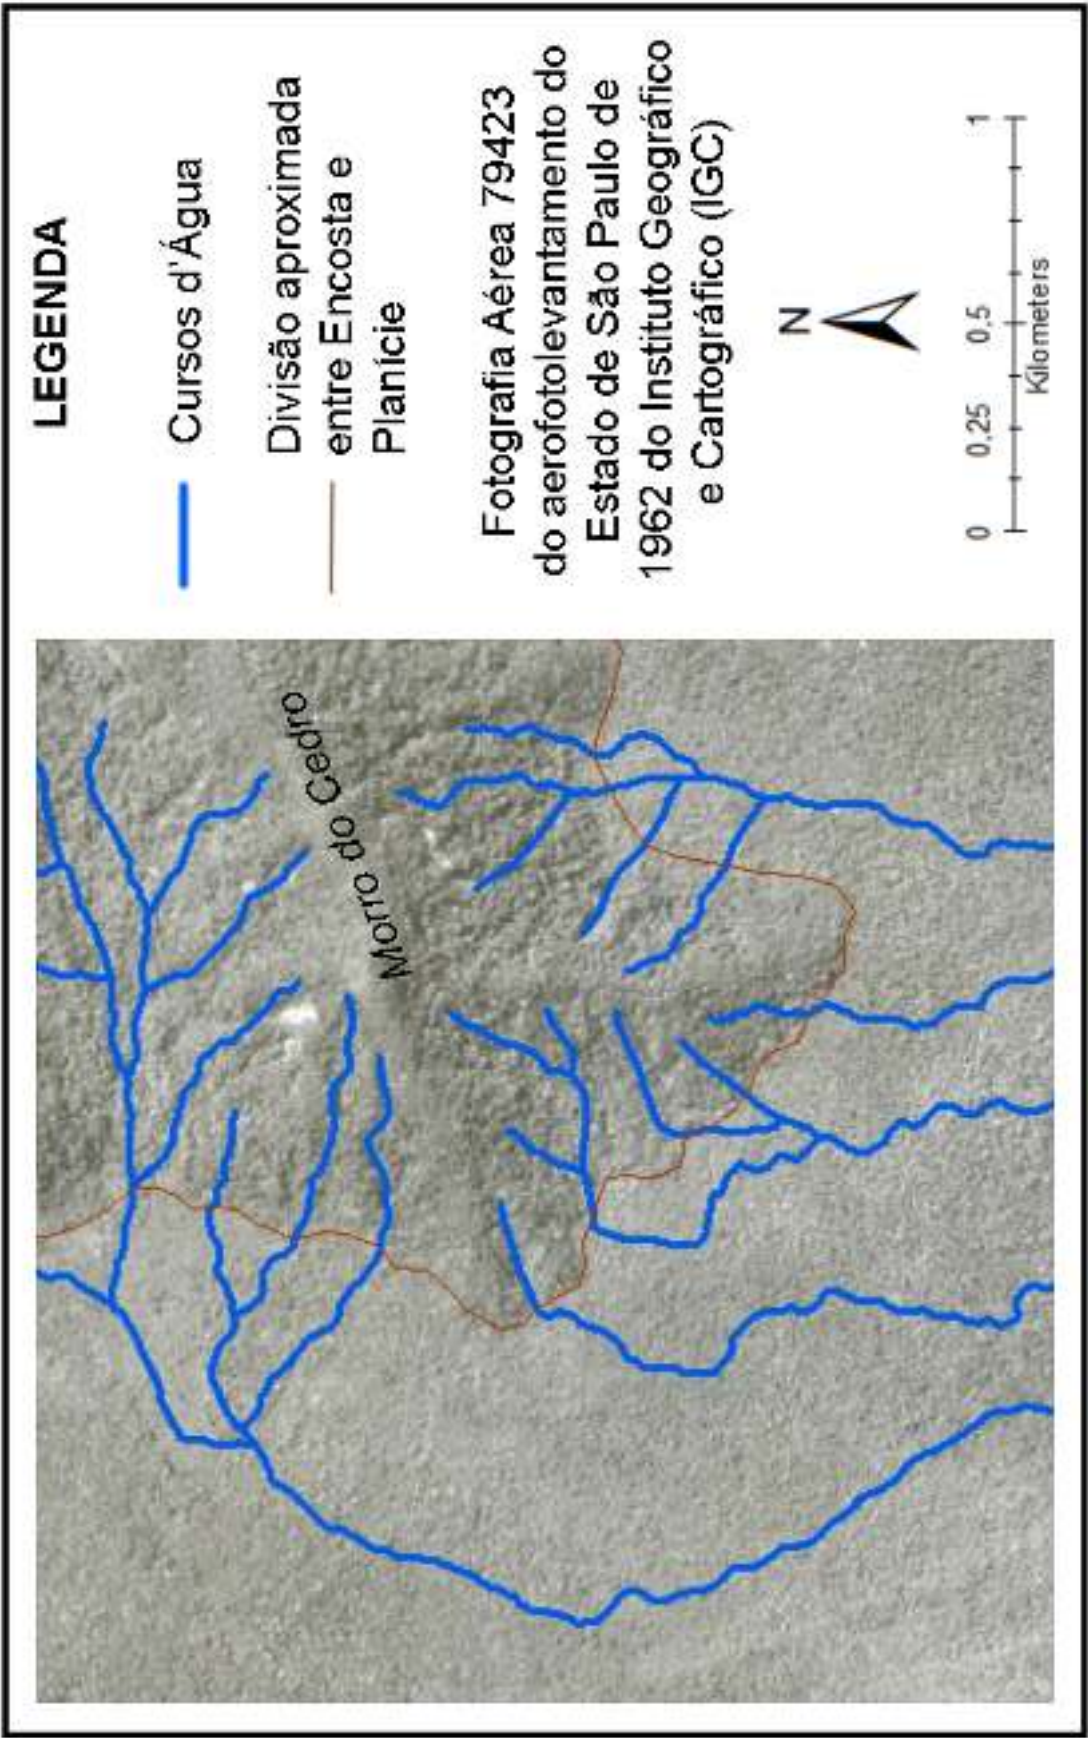 LEGENDA
Cursos d'Água
Divisão aproximada
entre Encosta e
Planície
Fotografia Aérea 79423
do aerofotolevantamento do
Estado de São Paulo de
1962 do Instituto Geográfico
e Cartográfico (IGC)
N
0 0,25 0,5 1
Kilometers
Morro do Cedro